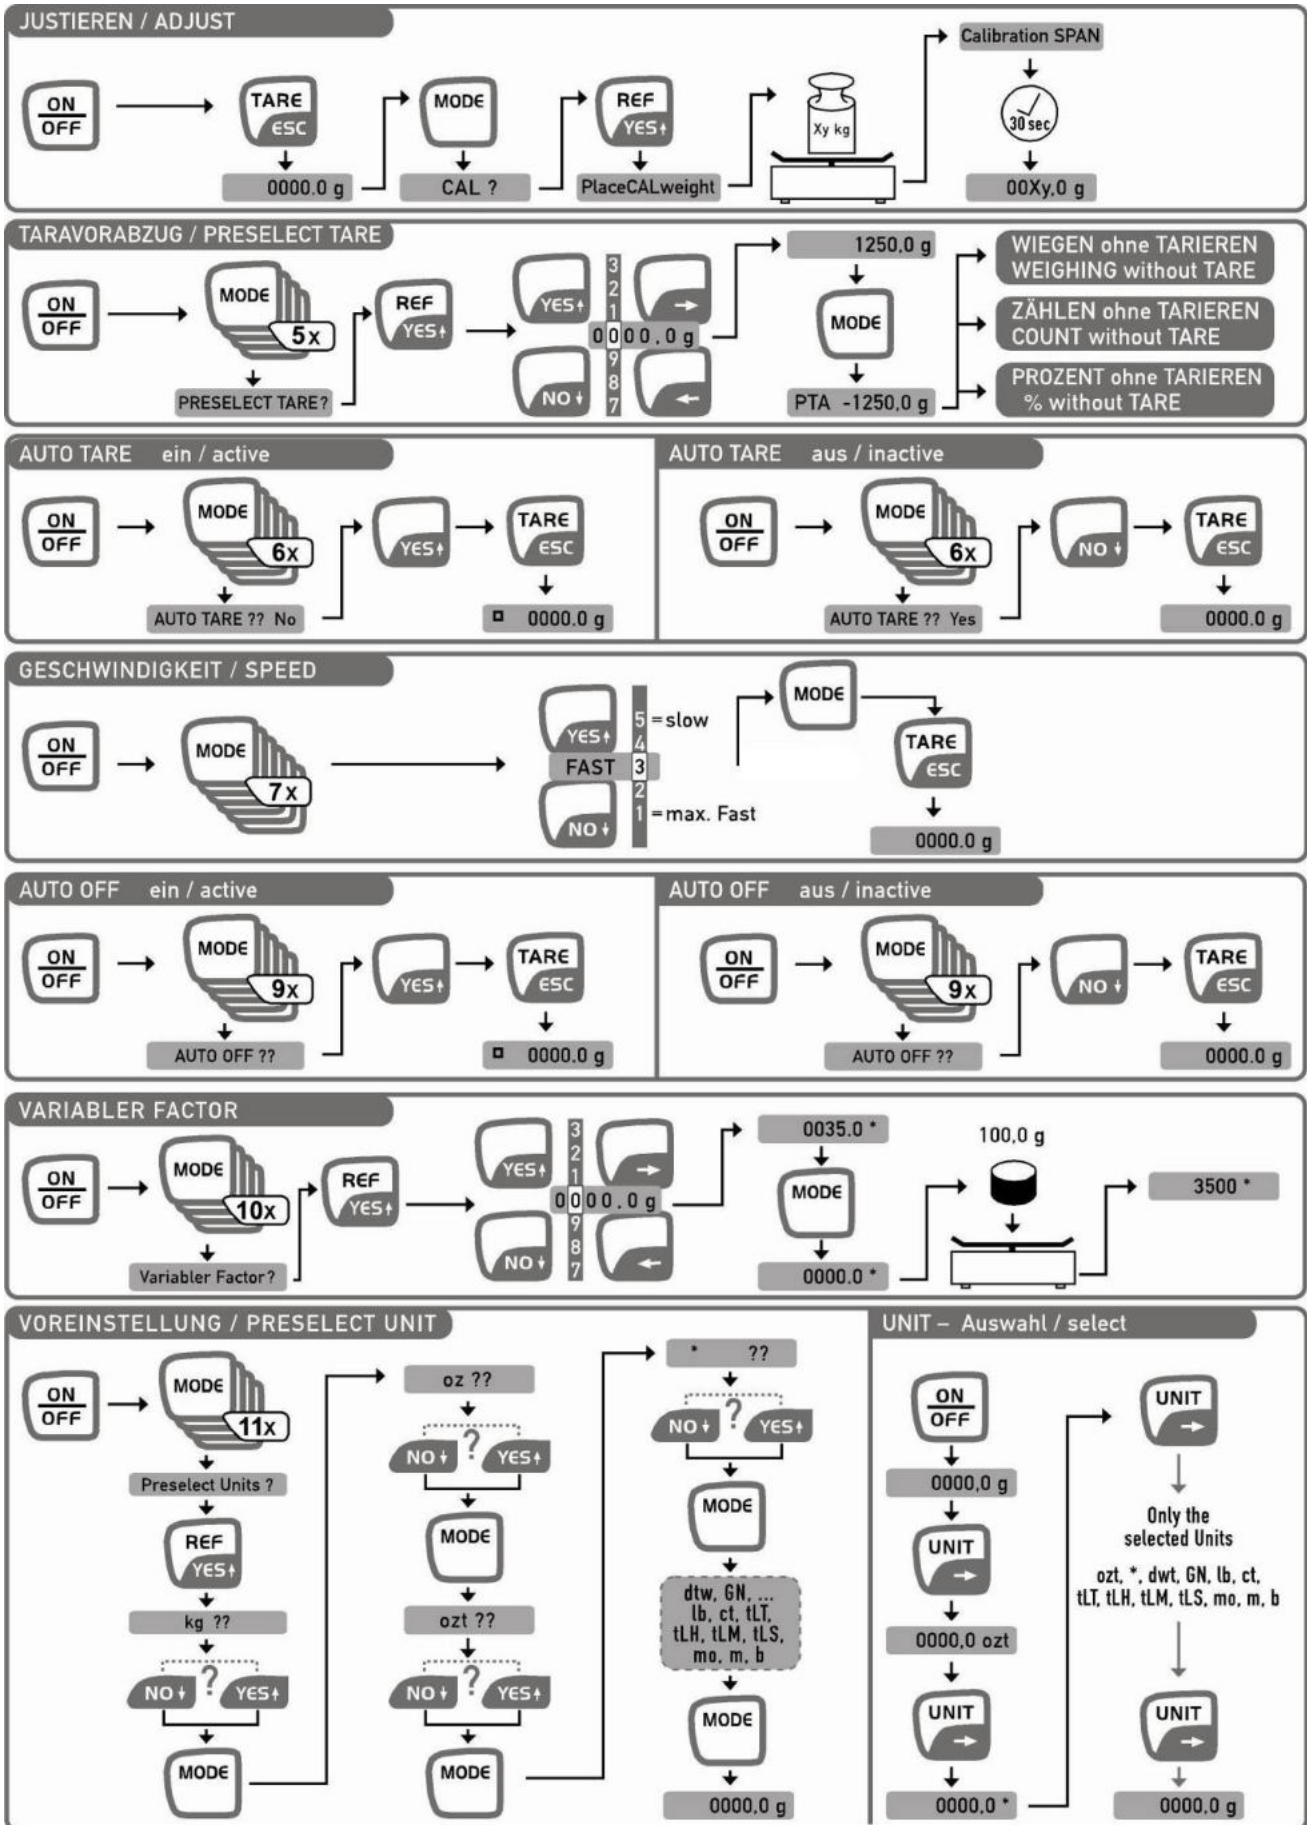 JUSTIEREN / ADJUST
Calibration SPAN
ON
OFF
TARE
ESC
MODE
REF
YES
Xy kg
30 sec
0000.0 g
CAL ?
PlaceCALweight
00Xy,0 g
TARAVORABZUG / PRESELECT TARE
ON
OFF
MODE
5x
PRESELECT TARE?
REF
YES
YES
NO
3
2
1
0000.0 g
9
8
7
1250,0 g
MODE
PTA -1250,0 g
WIEGEN ohne TARIEREN
WEIGHING without TARE
ZÄHLEN ohne TARIEREN
COUNT without TARE
PROZENT ohne TARIEREN
% without TARE
AUTO TARE ein / active
ON
OFF
MODE
6x
AUTO TARE ?? No
YES
TARE
ESC
0000.0 g
AUTO TARE aus / inactive
ON
OFF
MODE
6x
AUTO TARE ?? Yes
NO
TARE
ESC
0000.0 g
GESCHWINDIGKEIT / SPEED
ON
OFF
MODE
7x
YES
NO
5 = slow
4
FAST 3
2
1 = max. Fast
MODE
TARE
ESC
0000.0 g
AUTO OFF ein / active
ON
OFF
MODE
9x
AUTO OFF ??
YES
TARE
ESC
0000.0 g
AUTO OFF aus / inactive
ON
OFF
MODE
9x
AUTO OFF ??
NO
TARE
ESC
0000.0 g
VARIABLER FACTOR
ON
OFF
MODE
10x
Variabler Factor?
REF
YES
YES
NO
3
2
1
0000.0 g
9
8
7
0035.0 *
MODE
0000.0 *
100,0 g
3500 *
VOREINSTELLUNG / PRESELECT UNIT
ON
OFF
MODE
11x
Preselect Units ?
REF
YES
kg ??
NO ? YES
MODE
oz ??
NO ? YES
MODE
ozt ??
NO ? YES
MODE
* ??
NO ? YES
MODE
dtw, GN, ...
lb, ct, tLT,
tLH, tLM, tLS,
mo, m, b
MODE
0000,0 g
UNIT – Auswahl / select
ON
OFF
0000,0 g
UNIT
0000,0 ozt
UNIT
0000,0 *
UNIT
Only the
selected Units
ozt, *, dwt, GN, lb, ct,
tLT, tLH, tLM, tLS, mo, m, b
UNIT
0000,0 g